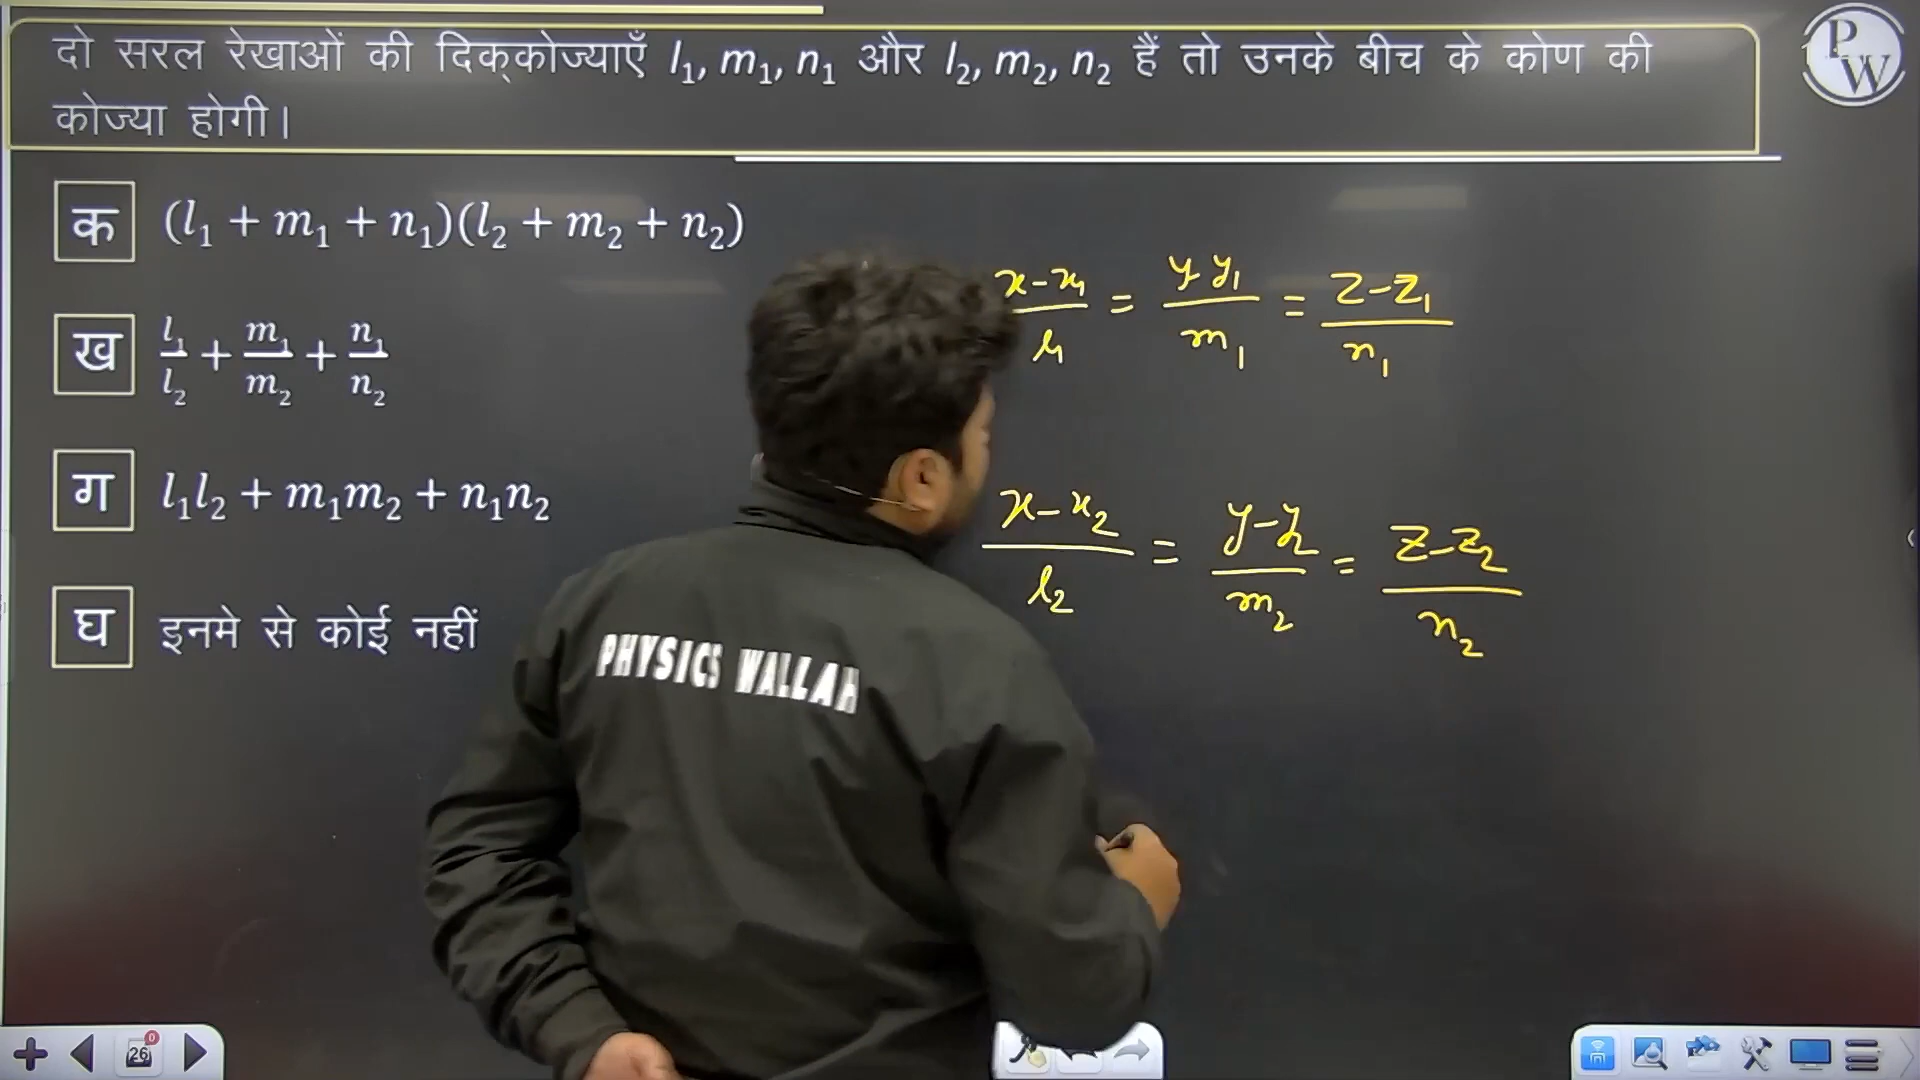 दो सरल रेखाओं की दिक्कोज्याएँ l₁, m₁, n₁ और l₂, m₂, n₂ हैं तो उनके बीच के कोण की
कोज्या होगी।
PW
क (l₁ + m₁ + n₁)(l₂ + m₂ + n₂)
ख l₁/l₂ + m₁/m₂ + n₁/n₂
ग l₁l₂ + m₁m₂ + n₁n₂
घ इनमे से कोई नहीं
x-x₁/l₁ = y y₁/m₁ = z-z₁/n₁
x-x₂/l₂ = y-y₂/m₂ = z-z₂/n₂
PHYSICS WALLAH
26
0